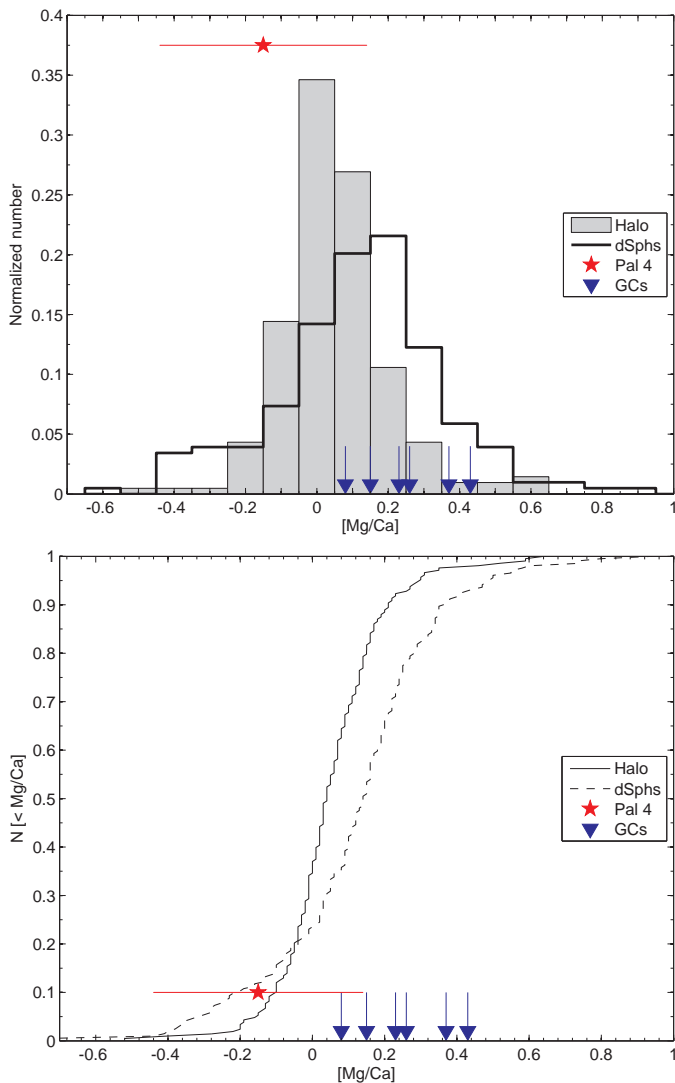 0.4
0.35
0.3
0.25
0.2
0.15
0.1
0.05
0
Normalized number
Halo
dSphs
Pal 4
GCs
-0.6 -0.4 -0.2 0 0.2 0.4 0.6 0.8 1
[Mg/Ca]
1
0.9
0.8
0.7
0.6
0.5
0.4
0.3
0.2
0.1
0
N [< Mg/Ca]
Halo
dSphs
Pal 4
GCs
-0.6 -0.4 -0.2 0 0.2 0.4 0.6 0.8 1
[Mg/Ca]